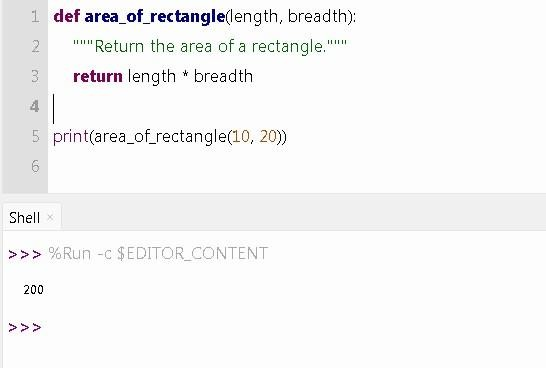 1 def area_of_rectangle(length, breadth):
2 """Return the area of a rectangle."""
3 return length * breadth
4
5 print(area_of_rectangle(10, 20))
6
Shell ×
>>> %Run -c $EDITOR_CONTENT
200
>>>